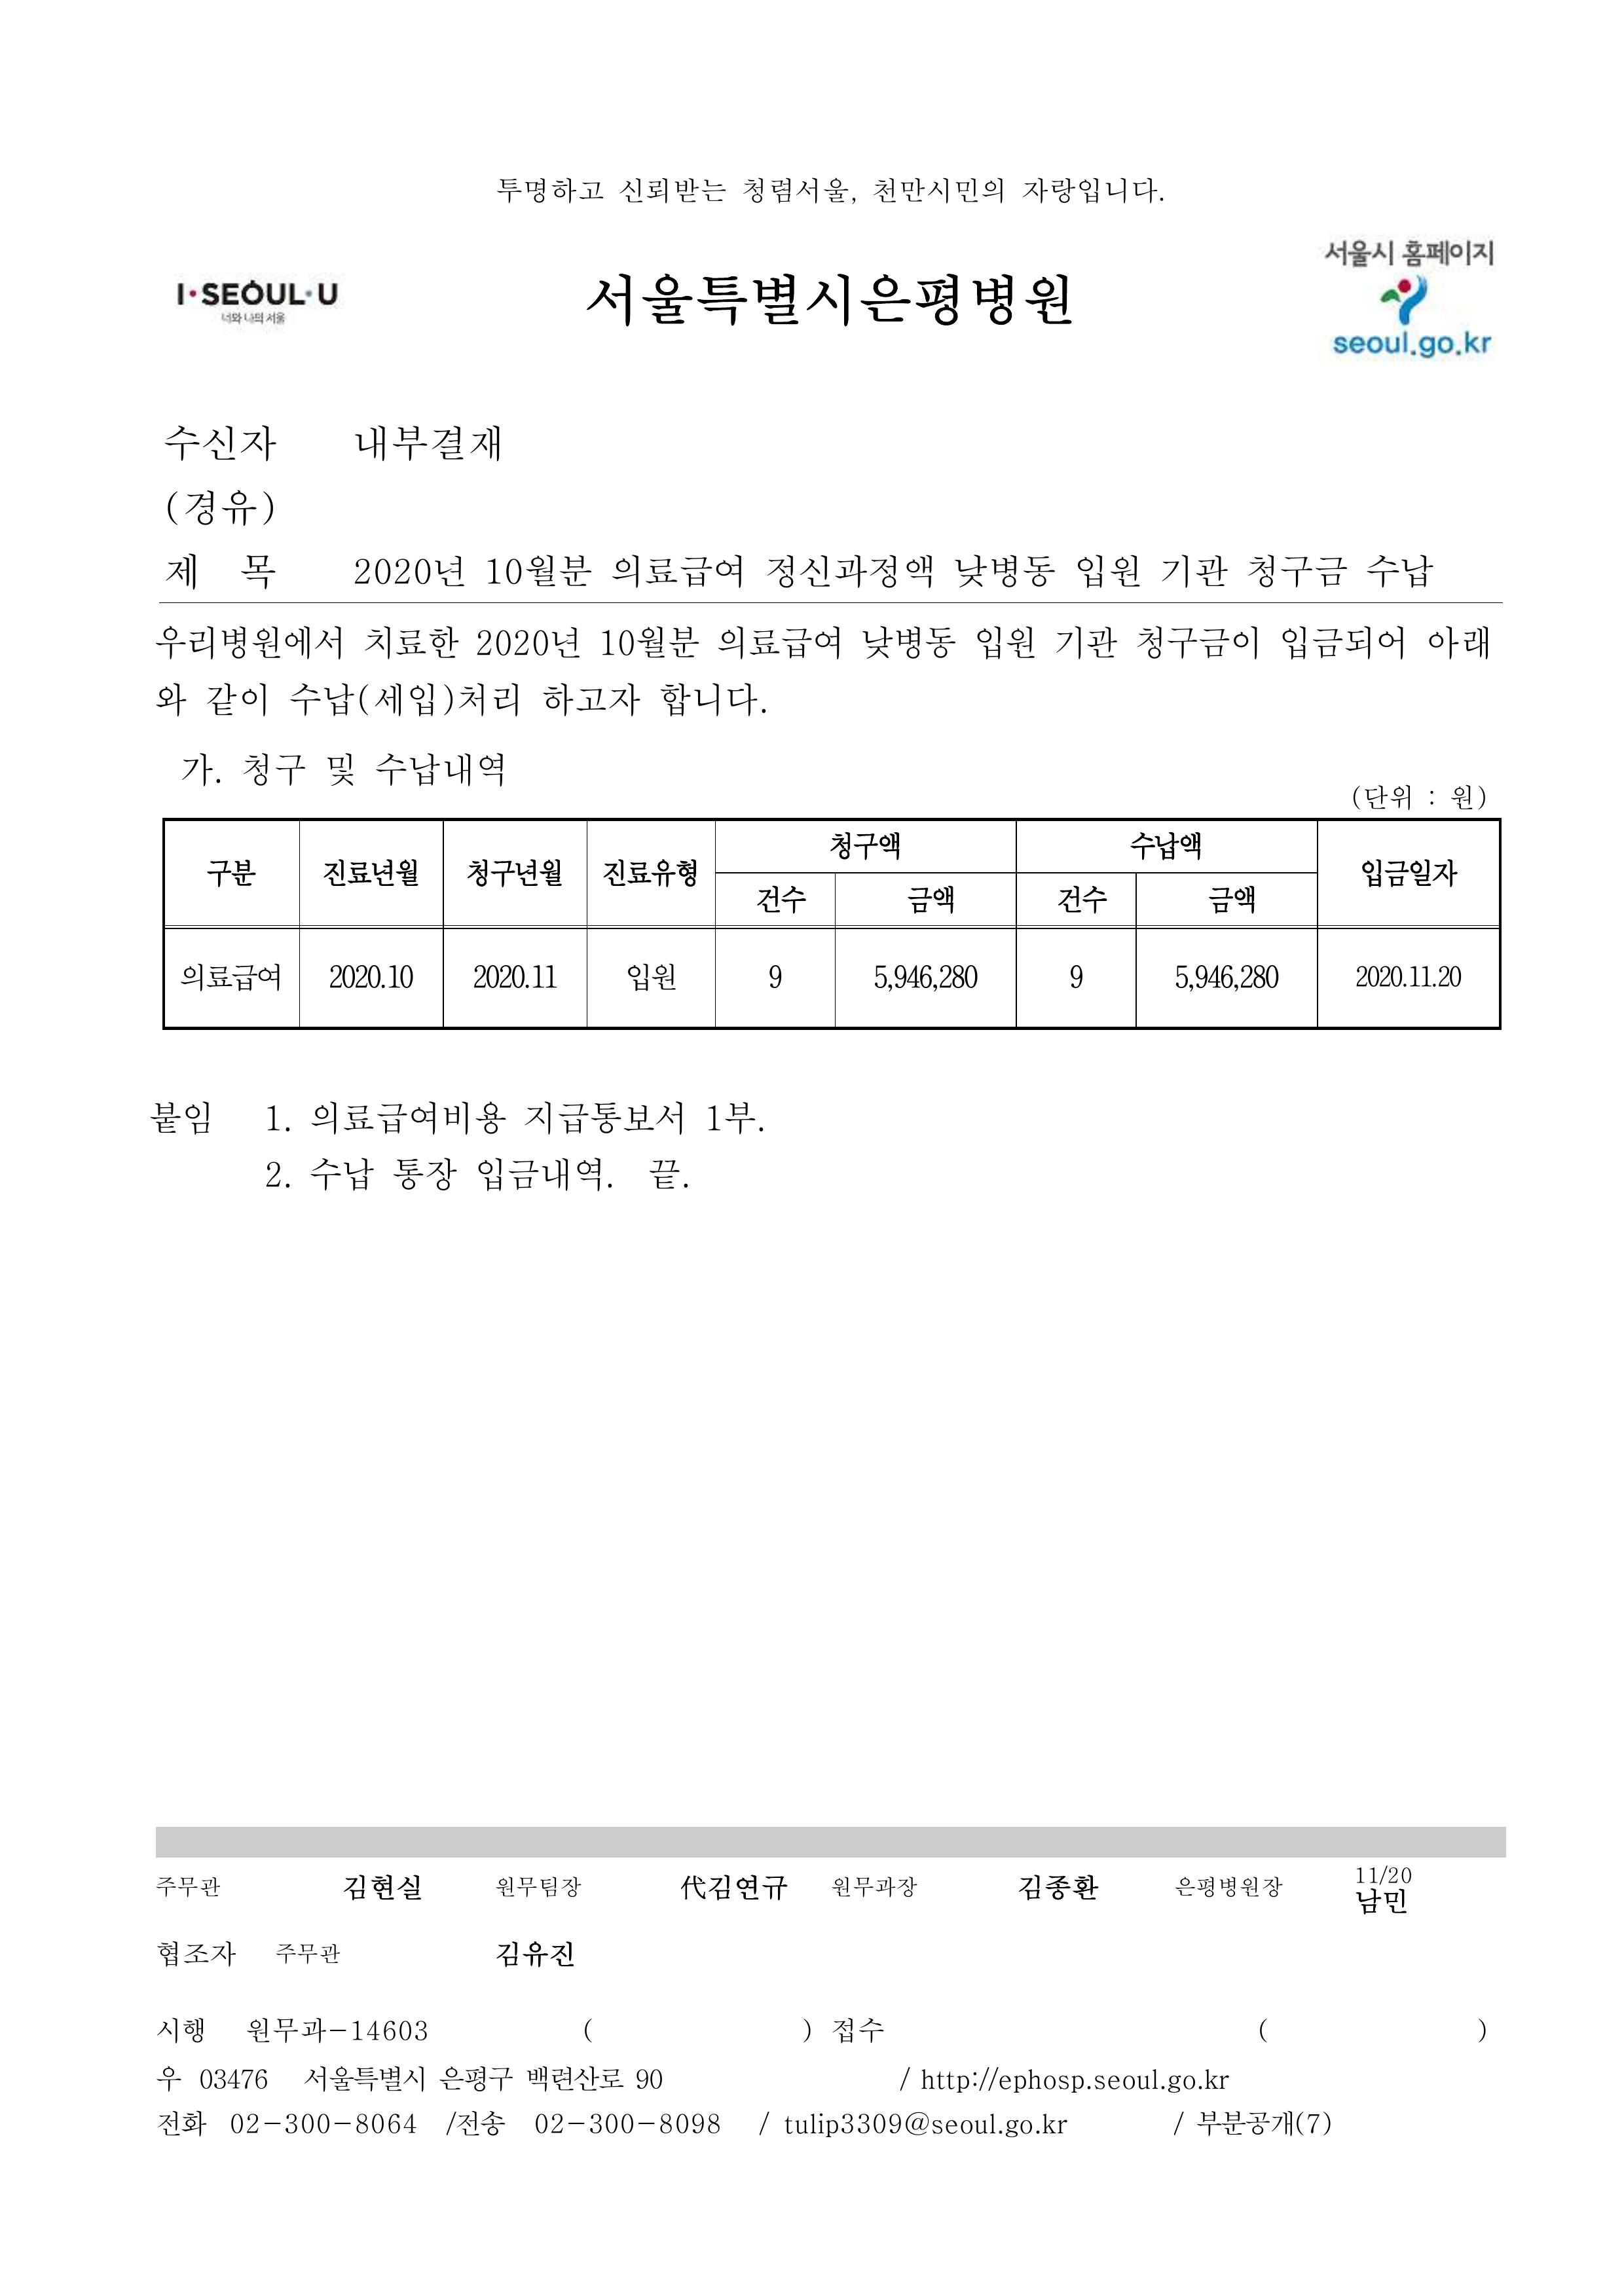 투명하고 신뢰받는 청렴서울, 천만시민의 자랑입니다.
I·SEOUL·U
너와 나의 서울
서울특별시은평병원
서울시 홈페이지
seoul.go.kr
수신자 내부결재
(경유)
제 목 2020년 10월분 의료급여 정신과정액 낮병동 입원 기관 청구금 수납
우리병원에서 치료한 2020년 10월분 의료급여 낮병동 입원 기관 청구금이 입금되어 아래
와 같이 수납(세입)처리 하고자 합니다.
가. 청구 및 수납내역
(단위 : 원)
구분 진료년월 청구년월 진료유형 청구액 수납액 입금일자
건수 금액 건수 금액
의료급여 2020.10 2020.11 입원 9 5,946,280 9 5,946,280 2020.11.20
붙임 1. 의료급여비용 지급통보서 1부.
2. 수납 통장 입금내역. 끝.
주무관 김현실 원무팀장 代김연규 원무과장 김종환 은평병원장 11/20 남민
협조자 주무관 김유진
시행 원무과-14603 ( ) 접수 ( )
우 03476 서울특별시 은평구 백련산로 90 / http://ephosp.seoul.go.kr
전화 02-300-8064 /전송 02-300-8098 / tulip3309@seoul.go.kr / 부분공개(7)